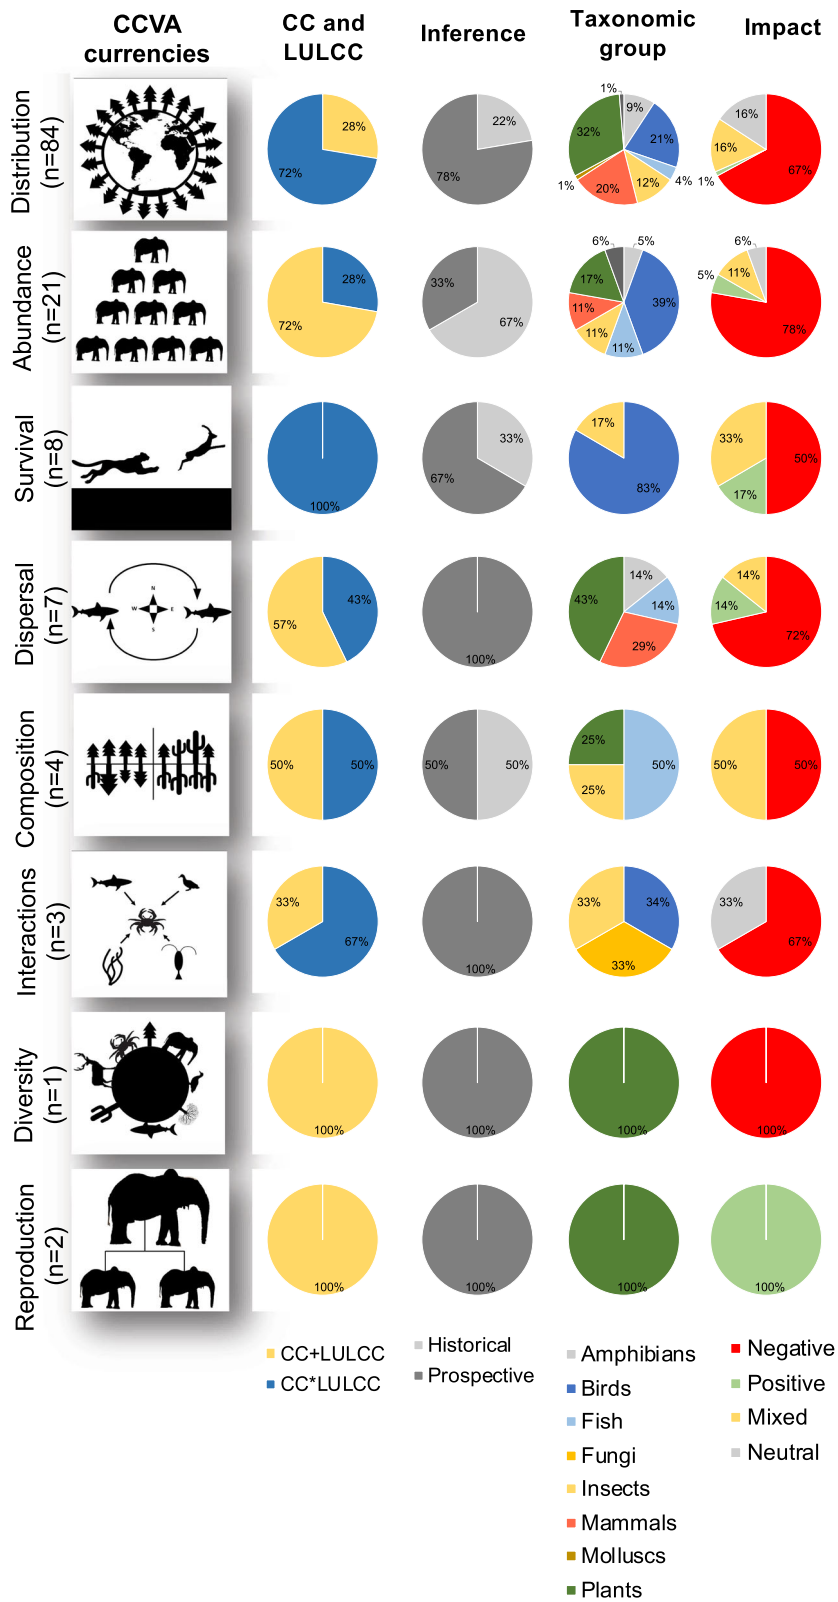 CCVA
currencies
CC and
LULCC
Inference
Taxonomic
group
Impact
Distribution
(n=84)
28%
72%
22%
78%
1%
9%
32%
21%
1%
20%
12%
4%
16%
16%
1%
67%
Abundance
(n=21)
28%
72%
33%
67%
6%
5%
17%
39%
11%
11%
11%
6%
11%
5%
78%
Survival
(n=8)
100%
33%
67%
17%
83%
33%
50%
17%
Dispersal
(n=7)
N
W
E
S
43%
57%
100%
14%
43%
14%
29%
14%
14%
72%
Composition
(n=4)
50%
50%
50%
50%
25%
50%
25%
50%
50%
Interactions
(n=3)
33%
67%
100%
33%
34%
33%
33%
67%
Diversity
(n=1)
100%
100%
100%
100%
Reproduction
(n=2)
100%
100%
100%
100%
CC+LULCC
CC*LULCC
Historical
Prospective
Amphibians
Birds
Fish
Fungi
Insects
Mammals
Molluscs
Plants
Negative
Positive
Mixed
Neutral